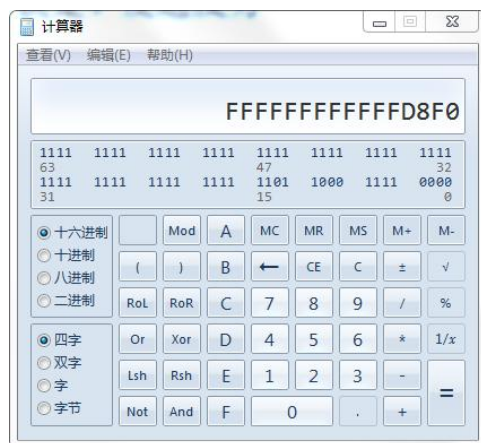 计算器
查看(V) 编辑(E) 帮助(H)
FFFFFFFFFFFFD8F0
1111 1111 1111 1111 1111 1111 1111 1111
63 47 32
1111 1111 1111 1111 1101 1000 1111 0000
31 15 0
十六进制 Mod A MC MR MS M+ M-
十进制
八进制 ( ) B ← CE C ± √
二进制 RoL RoR C 7 8 9 / %
四字 Or Xor D 4 5 6 * 1/x
双字
字 Lsh Rsh E 1 2 3 - =
字节 Not And F 0 . +